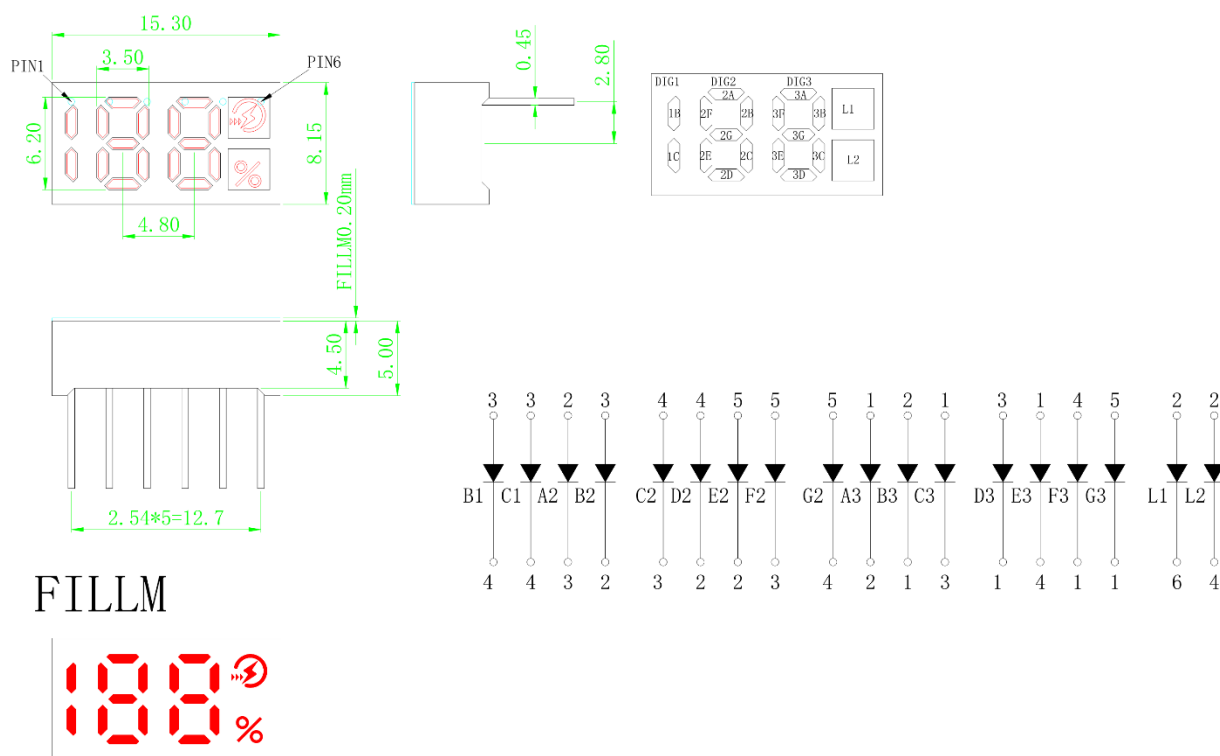 15.30
PIN1
3.50
PIN6
6.20
8.15
4.80
%
0.45
2.80
DIG1 DIG2 DIG3
2A 3A
1B 2F 2B 3F 3B L1
2G 3G
1C 2E 2C 3E 3C L2
2D 3D
FILLM0.20mm
4.50
5.00
2.54*5=12.7
3 3 2 3 4 4 5 5 5 1 2 1 3 1 4 5 2 2
B1 C1 A2 B2 C2 D2 E2 F2 G2 A3 B3 C3 D3 E3 F3 G3 L1 L2
4 4 3 2 3 2 2 3 4 2 1 3 1 4 1 1 6 4
FILLM
188
%